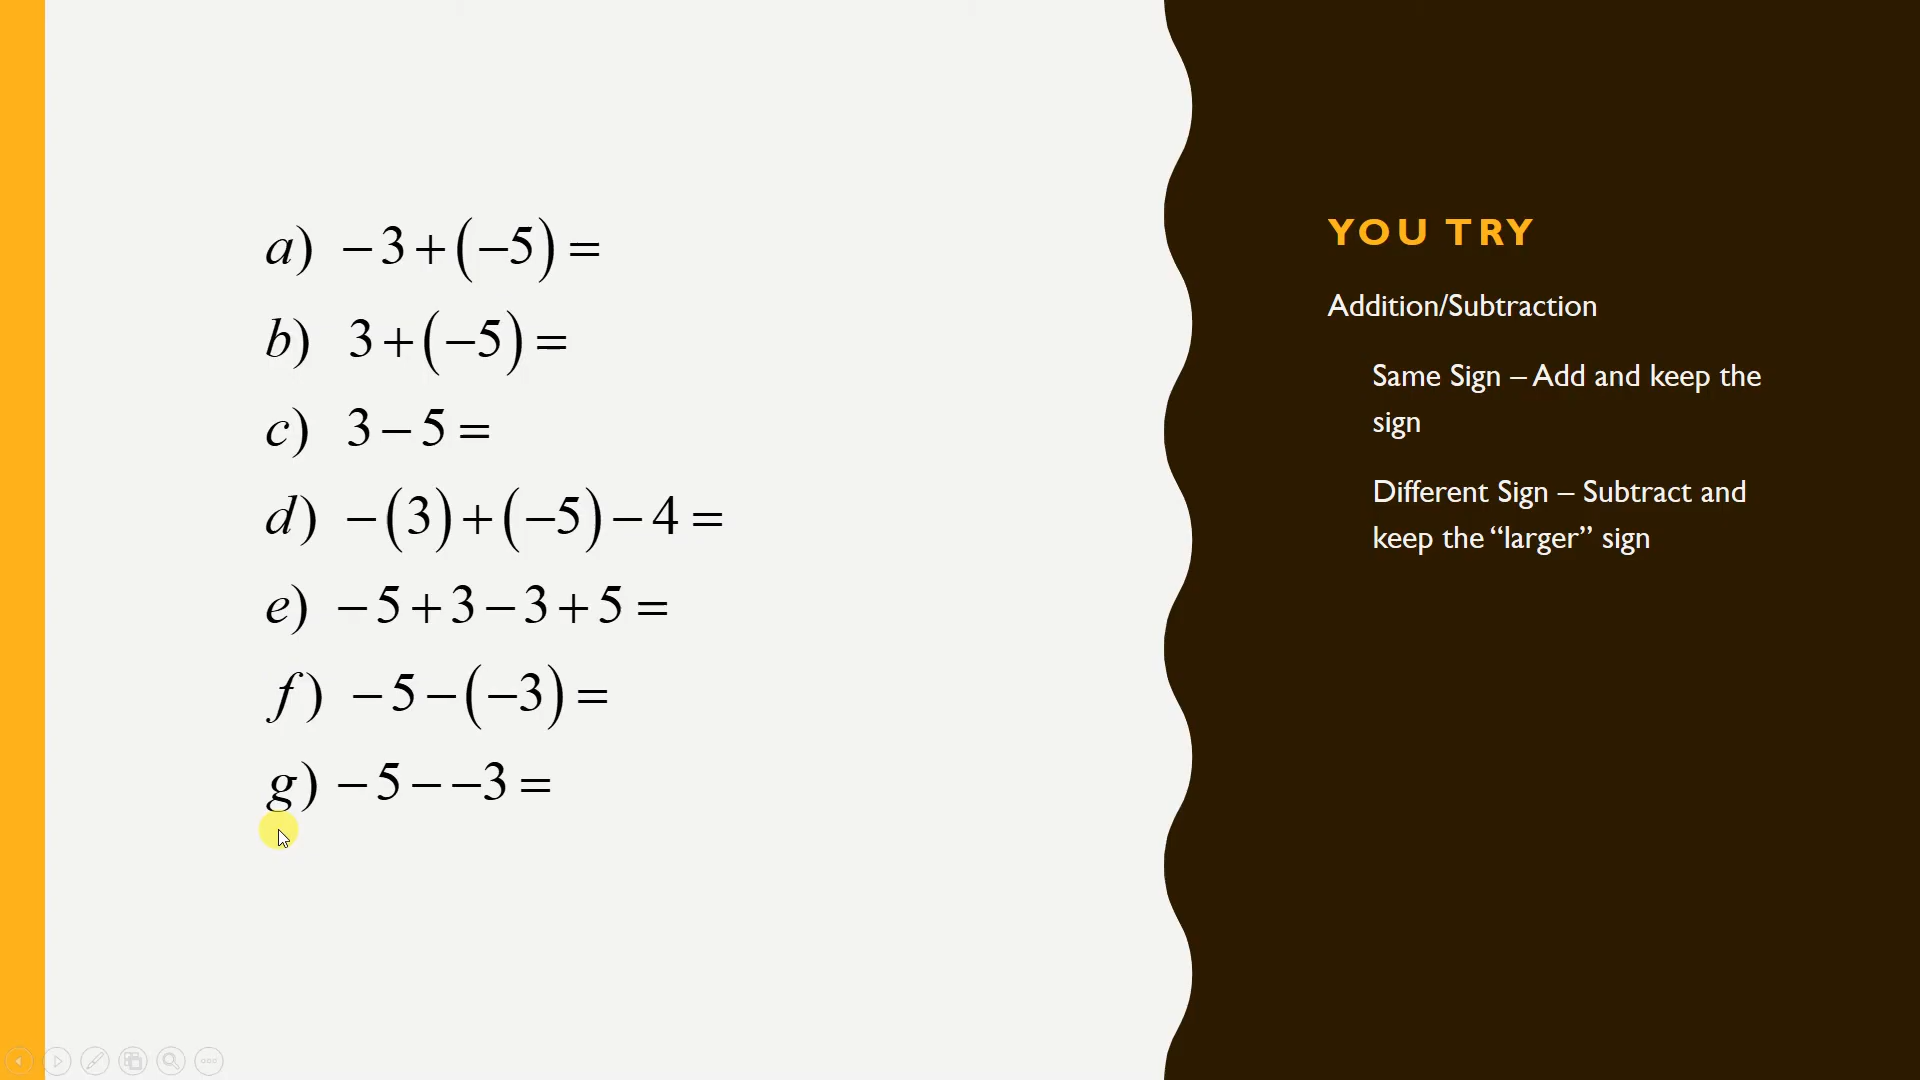 a) −3+(−5)=
b) 3+(−5)=
c) 3−5=
d) −(3)+(−5)−4=
e) −5+3−3+5=
f) −5−(−3)=
g) −5−−3=
YOU TRY
Addition/Subtraction
Same Sign – Add and keep the
sign
Different Sign – Subtract and
keep the “larger” sign